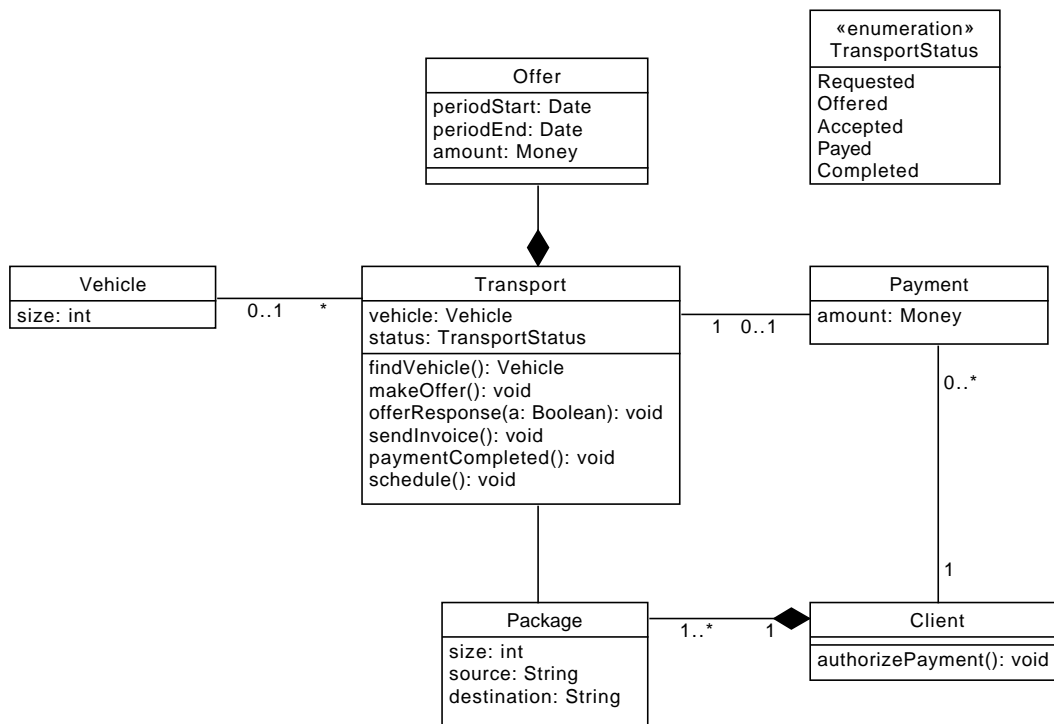 «enumeration»
TransportStatus
Requested
Offered
Accepted
Payed
Completed
Offer
periodStart: Date
periodEnd: Date
amount: Money
Vehicle
size: int
0..1
*
Transport
vehicle: Vehicle
status: TransportStatus
findVehicle(): Vehicle
makeOffer(): void
offerResponse(a: Boolean): void
sendInvoice(): void
paymentCompleted(): void
schedule(): void
1
0..1
Payment
amount: Money
0..*
1
Package
size: int
source: String
destination: String
1..*
1
Client
authorizePayment(): void